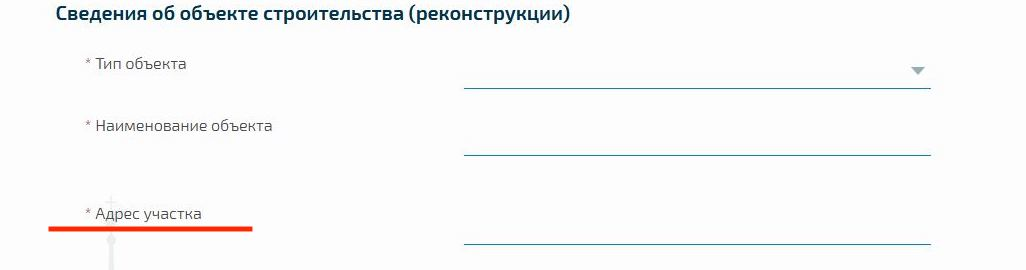 Сведения об объекте строительства (реконструкции)
* Тип объекта
* Наименование объекта
* Адрес участка